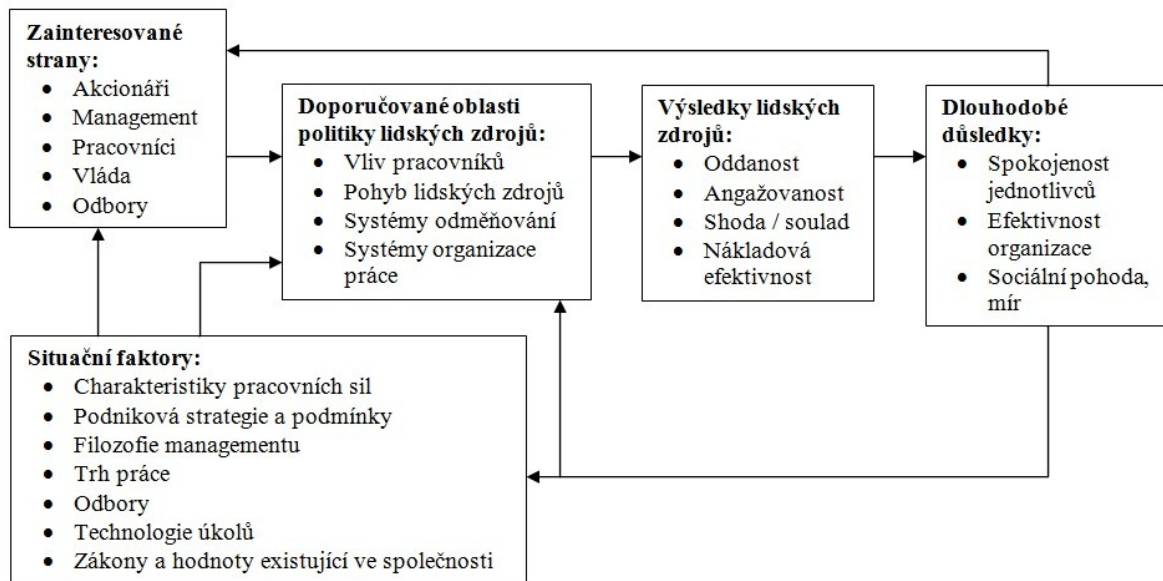 Zainteresované
strany:
• Akcionáři
• Management
• Pracovníci
• Vláda
• Odbory
Doporučované oblasti
politiky lidských zdrojů:
• Vliv pracovníků
• Pohyb lidských zdrojů
• Systémy odměňování
• Systémy organizace
práce
Výsledky lidských
zdrojů:
• Oddanost
• Angažovanost
• Shoda / soulad
• Nákladová
efektivnost
Dlouhodobé
důsledky:
• Spokojenost
jednotlivců
• Efektivnost
organizace
• Sociální pohoda,
mír
Situační faktory:
• Charakteristiky pracovních sil
• Podniková strategie a podmínky
• Filozofie managementu
• Trh práce
• Odbory
• Technologie úkolů
• Zákony a hodnoty existující ve společnosti